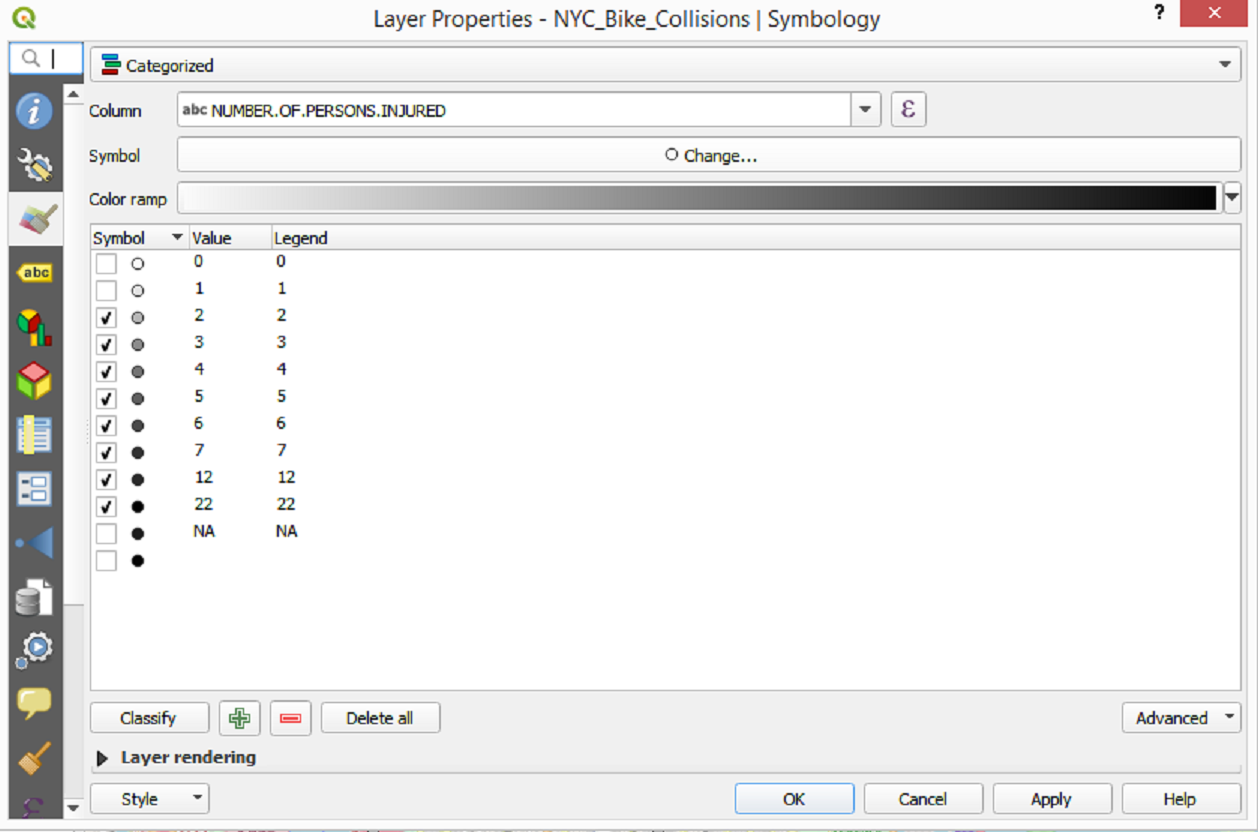 Layer Properties - NYC_Bike_Collisions | Symbology ?
Categorized
Column abc NUMBER.OF.PERSONS.INJURED ε
Symbol Change...
Color ramp
Symbol Value Legend
0 0
1 1
2 2
3 3
4 4
5 5
6 6
7 7
12 12
22 22
NA NA
abc
Classify Delete all Advanced
Layer rendering
Style OK Cancel Apply Help